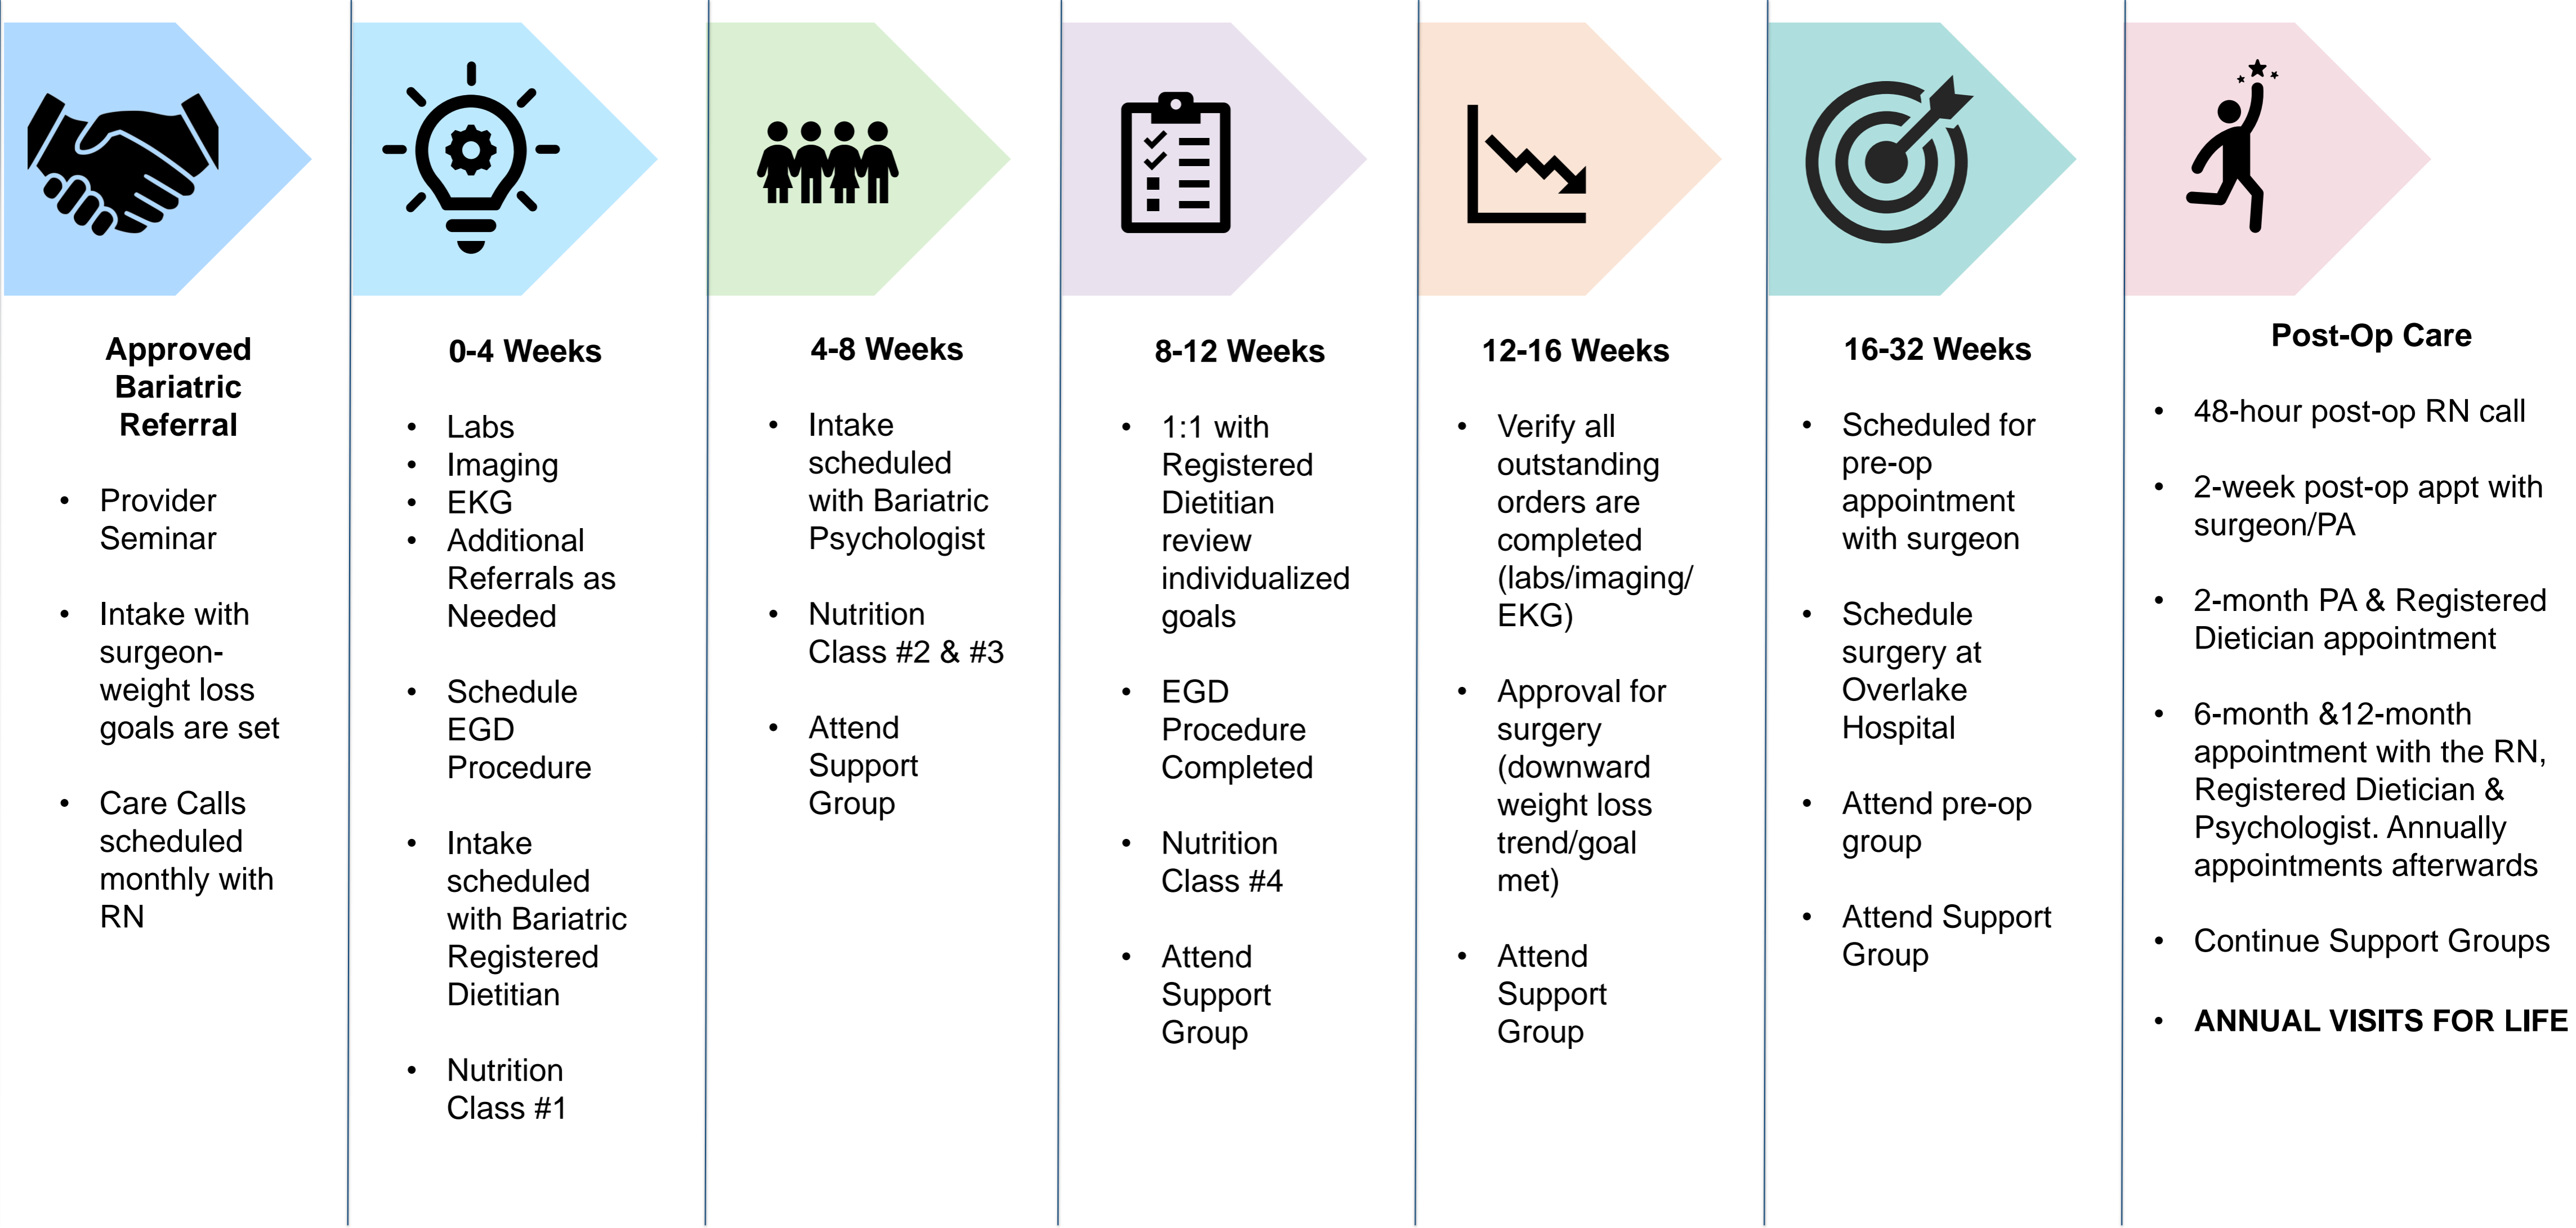 Approved
Bariatric
Referral
• Provider
Seminar
• Intake with
surgeon-
weight loss
goals are set
• Care Calls
scheduled
monthly with
RN
0-4 Weeks
• Labs
• Imaging
• EKG
• Additional
Referrals as
Needed
• Schedule
EGD
Procedure
• Intake
scheduled
with Bariatric
Registered
Dietitian
• Nutrition
Class #1
4-8 Weeks
• Intake
scheduled
with Bariatric
Psychologist
• Nutrition
Class #2 & #3
• Attend
Support
Group
8-12 Weeks
• 1:1 with
Registered
Dietitian
review
individualized
goals
• EGD
Procedure
Completed
• Nutrition
Class #4
• Attend
Support
Group
12-16 Weeks
• Verify all
outstanding
orders are
completed
(labs/imaging/
EKG)
• Approval for
surgery
(downward
weight loss
trend/goal
met)
• Attend
Support
Group
16-32 Weeks
• Scheduled for
pre-op
appointment
with surgeon
• Schedule
surgery at
Overlake
Hospital
• Attend pre-op
group
• Attend Support
Group
Post-Op Care
• 48-hour post-op RN call
• 2-week post-op appt with
surgeon/PA
• 2-month PA & Registered
Dietician appointment
• 6-month &12-month
appointment with the RN,
Registered Dietician &
Psychologist. Annually
appointments afterwards
• Continue Support Groups
• ANNUAL VISITS FOR LIFE